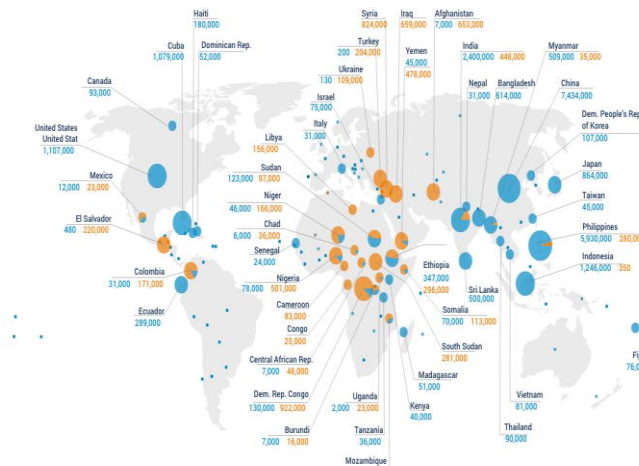 Haiti
180,000
Cuba
1,079,000
Dominican Rep.
52,000
Canada
93,000
United States
United Stat
1,107,000
Mexico
12,000 23,000
El Salvador
480 220,000
Colombia
31,000 171,000
Ecuador
289,000
Syria
824,000
Iraq
659,000
Afghanistan
7,000 653,000
Turkey
200 204,000
Yemen
45,000
478,000
Ukraine
130 109,000
Israel
75,000
Italy
31,000
Libya
156,000
Sudan
123,000 97,000
Niger
46,000 166,000
Chad
6,000 36,000
Senegal
24,000
Nigeria
78,000 501,000
Cameroon
83,000
Congo
25,000
Central African Rep.
7,000 46,000
Dem. Rep. Congo
130,000 922,000
Burundi
7,000 16,000
Uganda
2,000 23,000
Tanzania
36,000
Mozambique
Kenya
40,000
Madagascar
51,000
South Sudan
281,000
Somalia
70,000 113,000
Ethiopia
347,000
296,000
India
2,400,000 448,000
Nepal
31,000
Bangladesh
614,000
Myanmar
509,000 35,000
China
7,434,000
Dem. People's Rep
of Korea
107,000
Japan
864,000
Taiwan
45,000
Philippines
5,930,000 280,00
Indonesia
1,246,000 350
Sri Lanka
500,000
Vietnam
81,000
Thailand
90,000
Fij
76,0